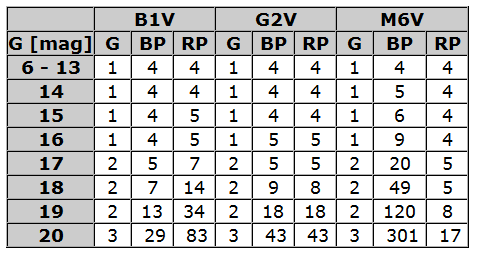 B1V G2V M6V
G [mag] G BP RP G BP RP G BP RP
6 - 13 1 4 4 1 4 4 1 4 4
14 1 4 4 1 4 4 1 5 4
15 1 4 5 1 4 4 1 6 4
16 1 4 5 1 5 5 1 9 4
17 2 5 7 2 5 5 2 20 5
18 2 7 14 2 9 8 2 49 5
19 2 13 34 2 18 18 2 120 8
20 3 29 83 3 43 43 3 301 17